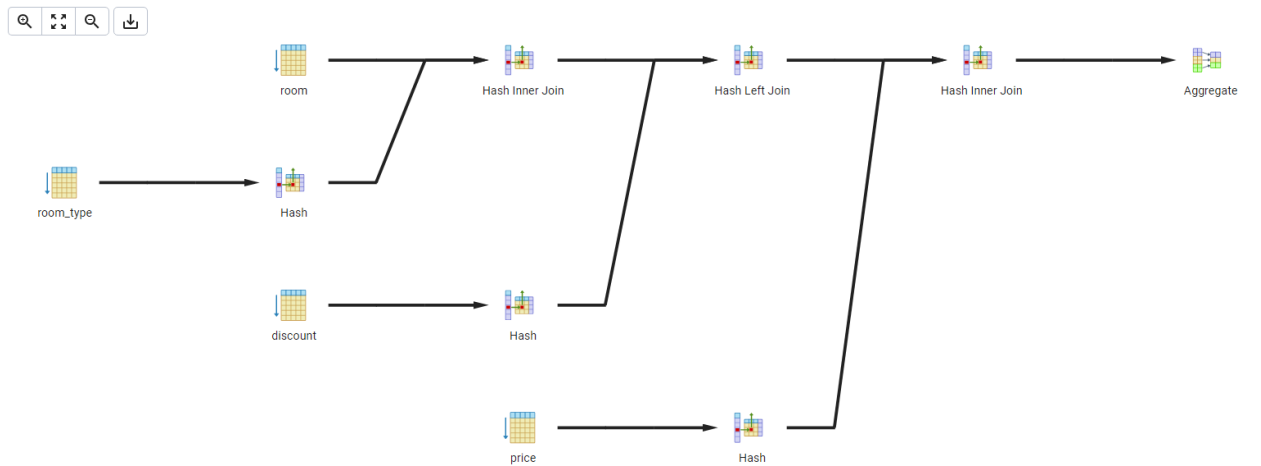 room
Hash Inner Join
Hash Left Join
Hash Inner Join
Aggregate
room_type
Hash
discount
Hash
price
Hash